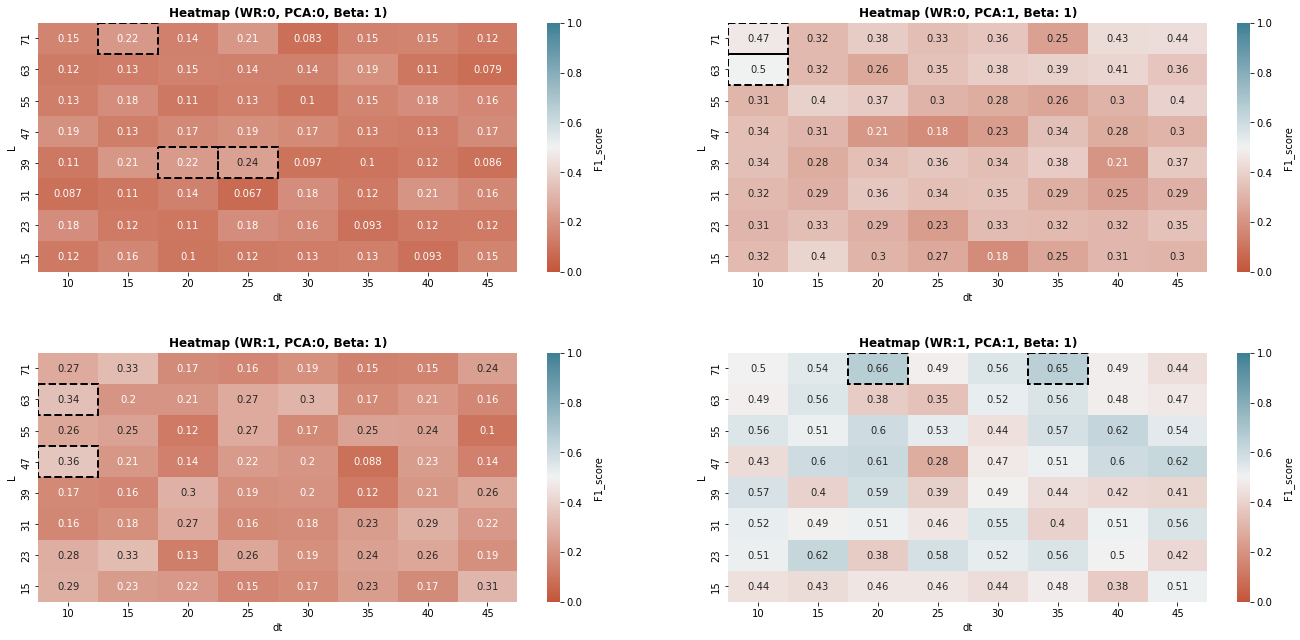 Heatmap (WR:0, PCA:0, Beta: 1)
71 0.15 0.22 0.14 0.21 0.083 0.15 0.15 0.12
63 0.12 0.13 0.15 0.14 0.14 0.19 0.11 0.079
55 0.13 0.18 0.11 0.13 0.1 0.15 0.18 0.16
47 0.19 0.13 0.17 0.19 0.17 0.13 0.13 0.17
39 0.11 0.21 0.22 0.24 0.097 0.1 0.12 0.086
31 0.087 0.11 0.14 0.067 0.18 0.12 0.21 0.16
23 0.18 0.12 0.11 0.18 0.16 0.093 0.12 0.12
15 0.12 0.16 0.1 0.12 0.13 0.13 0.093 0.15
10 15 20 25 30 35 40 45
dt
L
1.0
0.8
0.6
0.4
0.2
0.0
F1_score
Heatmap (WR:0, PCA:1, Beta: 1)
71 0.47 0.32 0.38 0.33 0.36 0.25 0.43 0.44
63 0.5 0.32 0.26 0.35 0.38 0.39 0.41 0.36
55 0.31 0.4 0.37 0.3 0.28 0.26 0.3 0.4
47 0.34 0.31 0.21 0.18 0.23 0.34 0.28 0.3
39 0.34 0.28 0.34 0.36 0.34 0.38 0.21 0.37
31 0.32 0.29 0.36 0.34 0.35 0.29 0.25 0.29
23 0.31 0.33 0.29 0.23 0.33 0.32 0.32 0.35
15 0.32 0.4 0.3 0.27 0.18 0.25 0.31 0.3
10 15 20 25 30 35 40 45
dt
L
1.0
0.8
0.6
0.4
0.2
0.0
F1_score
Heatmap (WR:1, PCA:0, Beta: 1)
71 0.27 0.33 0.17 0.16 0.19 0.15 0.15 0.24
63 0.34 0.2 0.21 0.27 0.3 0.17 0.21 0.16
55 0.26 0.25 0.12 0.27 0.17 0.25 0.24 0.1
47 0.36 0.21 0.14 0.22 0.2 0.088 0.23 0.14
39 0.17 0.16 0.3 0.19 0.2 0.12 0.21 0.26
31 0.16 0.18 0.27 0.16 0.18 0.23 0.29 0.22
23 0.28 0.33 0.13 0.26 0.19 0.24 0.26 0.19
15 0.29 0.23 0.22 0.15 0.17 0.23 0.17 0.31
10 15 20 25 30 35 40 45
dt
L
1.0
0.8
0.6
0.4
0.2
0.0
F1_score
Heatmap (WR:1, PCA:1, Beta: 1)
71 0.5 0.54 0.66 0.49 0.56 0.65 0.49 0.44
63 0.49 0.56 0.38 0.35 0.52 0.56 0.48 0.47
55 0.56 0.51 0.6 0.53 0.44 0.57 0.62 0.54
47 0.43 0.6 0.61 0.28 0.47 0.51 0.6 0.62
39 0.57 0.4 0.59 0.39 0.49 0.44 0.42 0.41
31 0.52 0.49 0.51 0.46 0.55 0.4 0.51 0.56
23 0.51 0.62 0.38 0.58 0.52 0.56 0.5 0.42
15 0.44 0.43 0.46 0.46 0.44 0.48 0.38 0.51
10 15 20 25 30 35 40 45
dt
L
1.0
0.8
0.6
0.4
0.2
0.0
F1_score